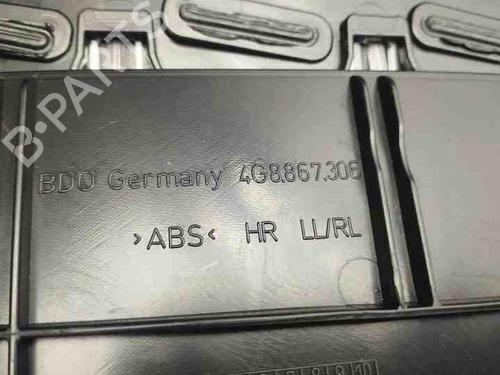 B-PARTS
BDO Germany 4G8.867.306
>ABS< HR LL/RL